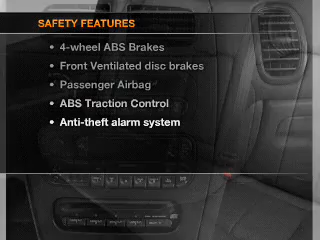 SAFETY FEATURES
• 4-wheel ABS Brakes
• Front Ventilated disc brakes
• Passenger Airbag
• ABS Traction Control
• Anti-theft alarm system